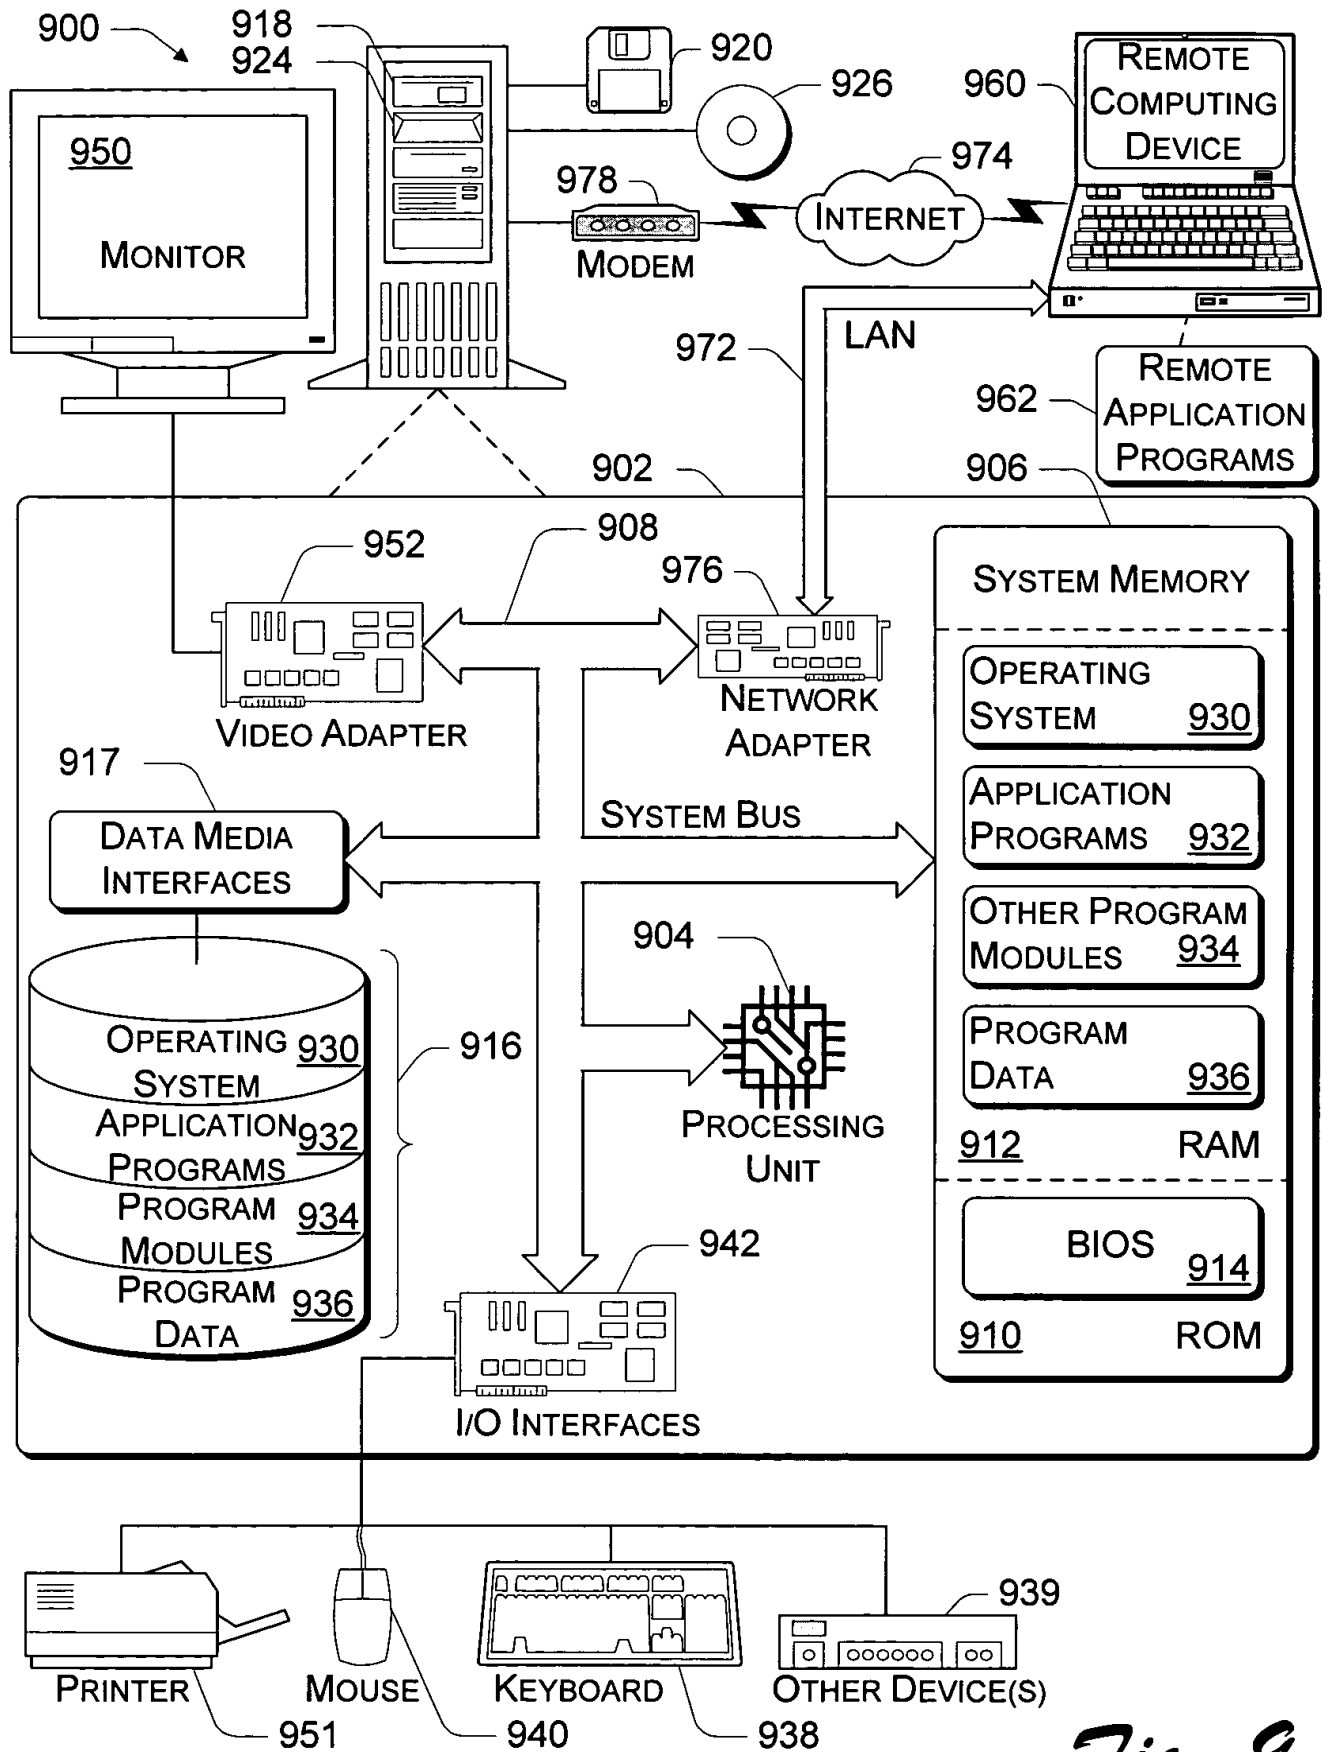 900
918
924
920
926
960
REMOTE
COMPUTING
DEVICE
950
MONITOR
978
MODEM
974
INTERNET
LAN
972
REMOTE
APPLICATION
PROGRAMS
962
902
906
952
908
976
VIDEO ADAPTER
NETWORK
ADAPTER
SYSTEM MEMORY
OPERATING
SYSTEM 930
APPLICATION
PROGRAMS 932
OTHER PROGRAM
MODULES 934
PROGRAM
DATA 936
912 RAM
BIOS
914
910 ROM
917
DATA MEDIA
INTERFACES
SYSTEM BUS
904
PROCESSING
UNIT
916
OPERATING 930
SYSTEM
APPLICATION 932
PROGRAMS
PROGRAM 934
MODULES
PROGRAM 936
DATA
942
I/O INTERFACES
939
PRINTER
MOUSE
KEYBOARD
OTHER DEVICE(S)
951
940
938
Fig. 9